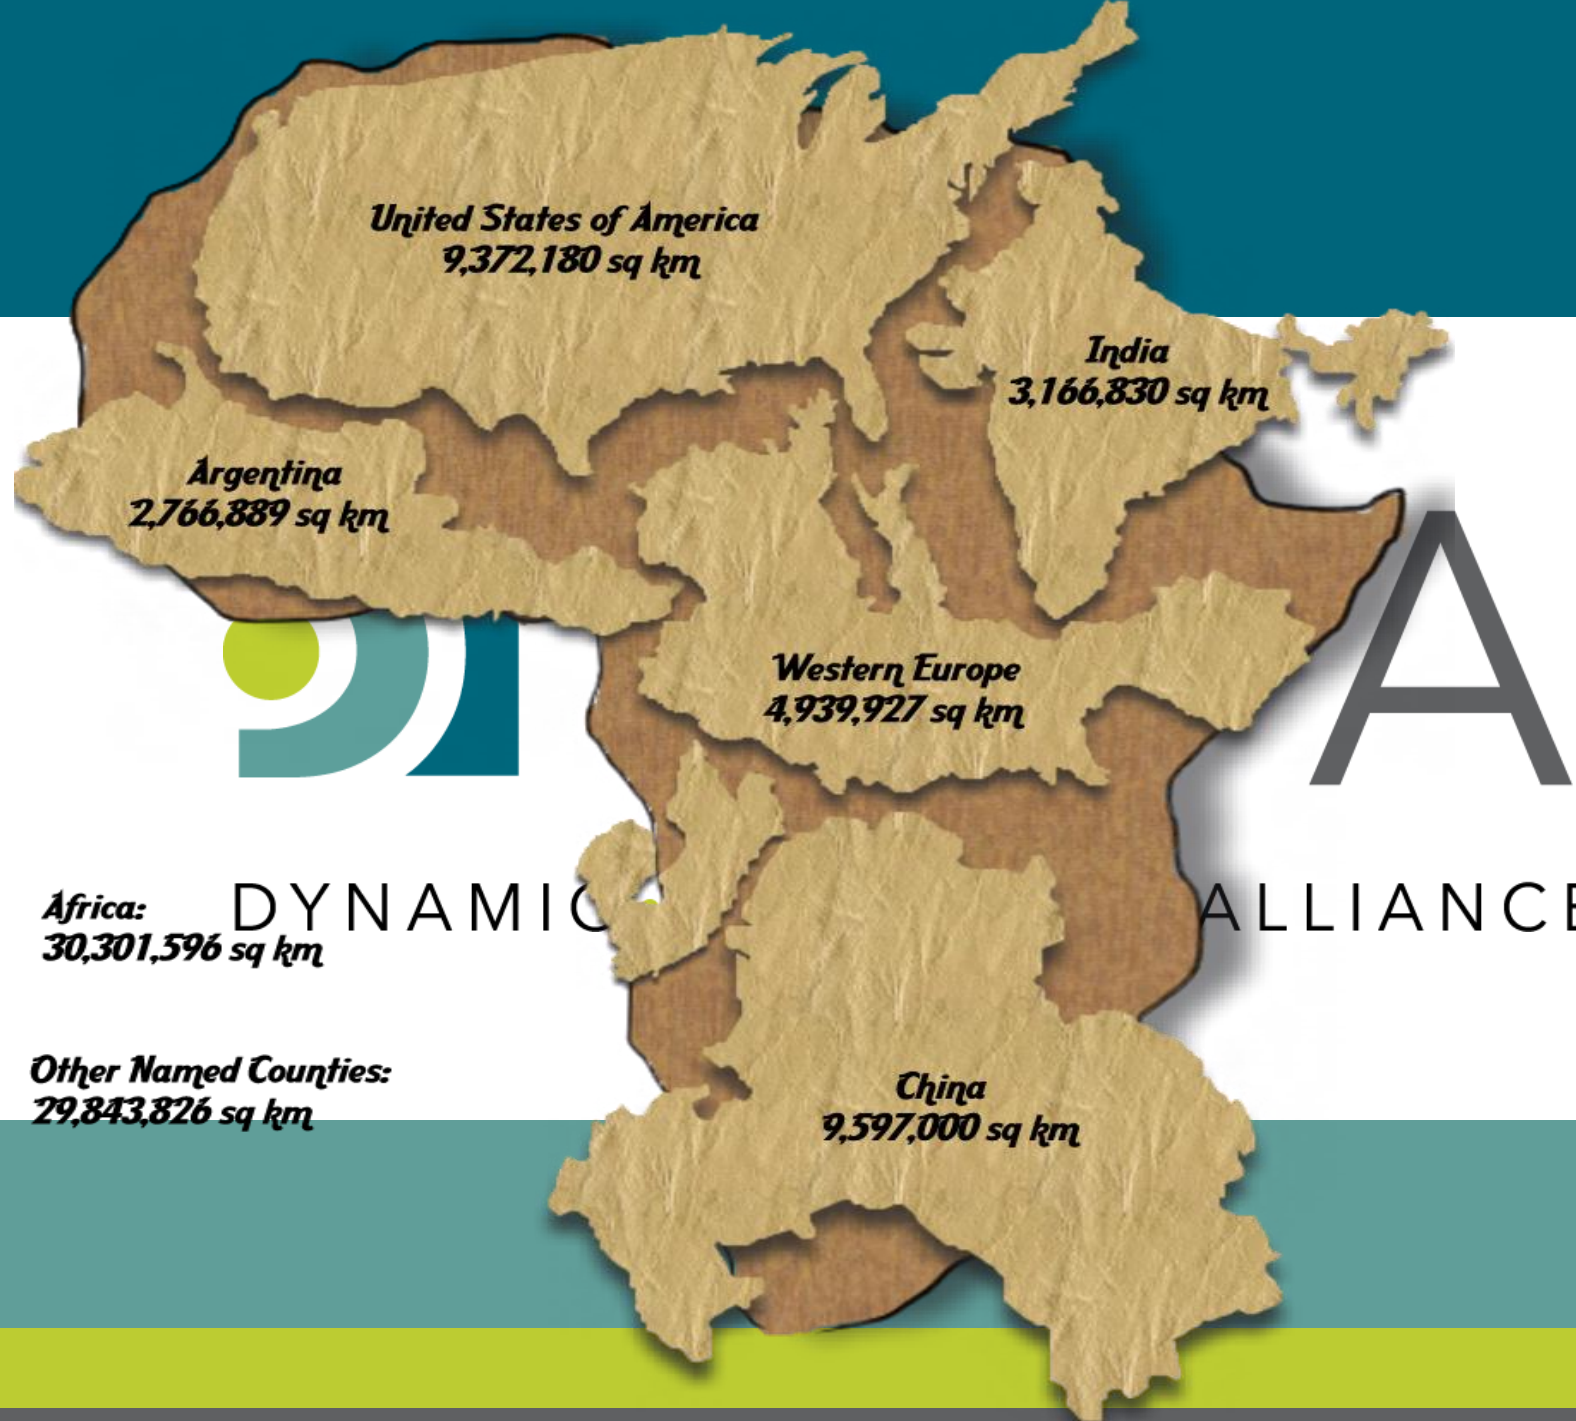 United States of America
9,372,180 sq km
India
3,166,830 sq km
Argentina
2,766,889 sq km
A
Western Europe
4,939,927 sq km
Africa:
30,301,596 sq km
DYNAMIC ALLIANCE
Other Named Counties:
29,843,826 sq km
China
9,597,000 sq km